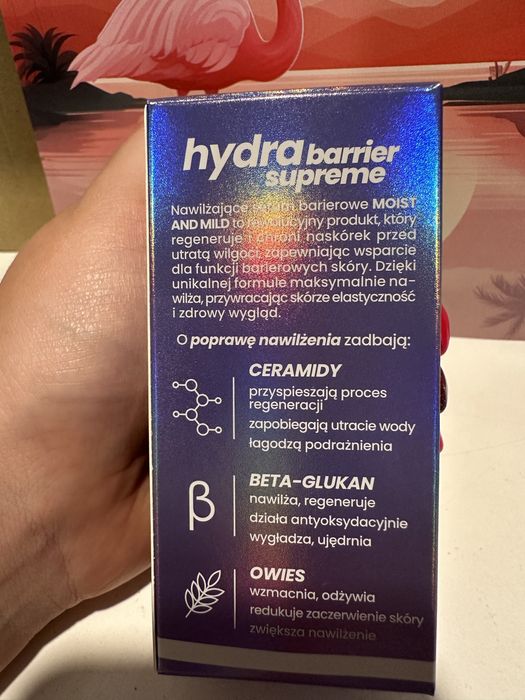 hydra barrier
supreme
Nawilżające serum barierowe MOIST
AND MILD to rewolucyjny produkt, który
regeneruje i chroni naskórek przed
utratą wilgoci, zapewniając wsparcie
dla funkcji barierowych skóry. Dzięki
unikalnej formule maksymalnie na-
wilża, przywracając skórze elastyczność
i zdrowy wygląd.
O poprawę nawilżenia zadbają:
CERAMIDY
przyspieszają proces
regeneracji
zapobiegają utracie wody
łagodzą podrażnienia
β
BETA-GLUKAN
nawilża, regeneruje
działa antyoksydacyjnie
wygładza, ujędrnia
OWIES
wzmacnia, odżywia
redukuje zaczerwienie skóry
zwiększa nawilżenie